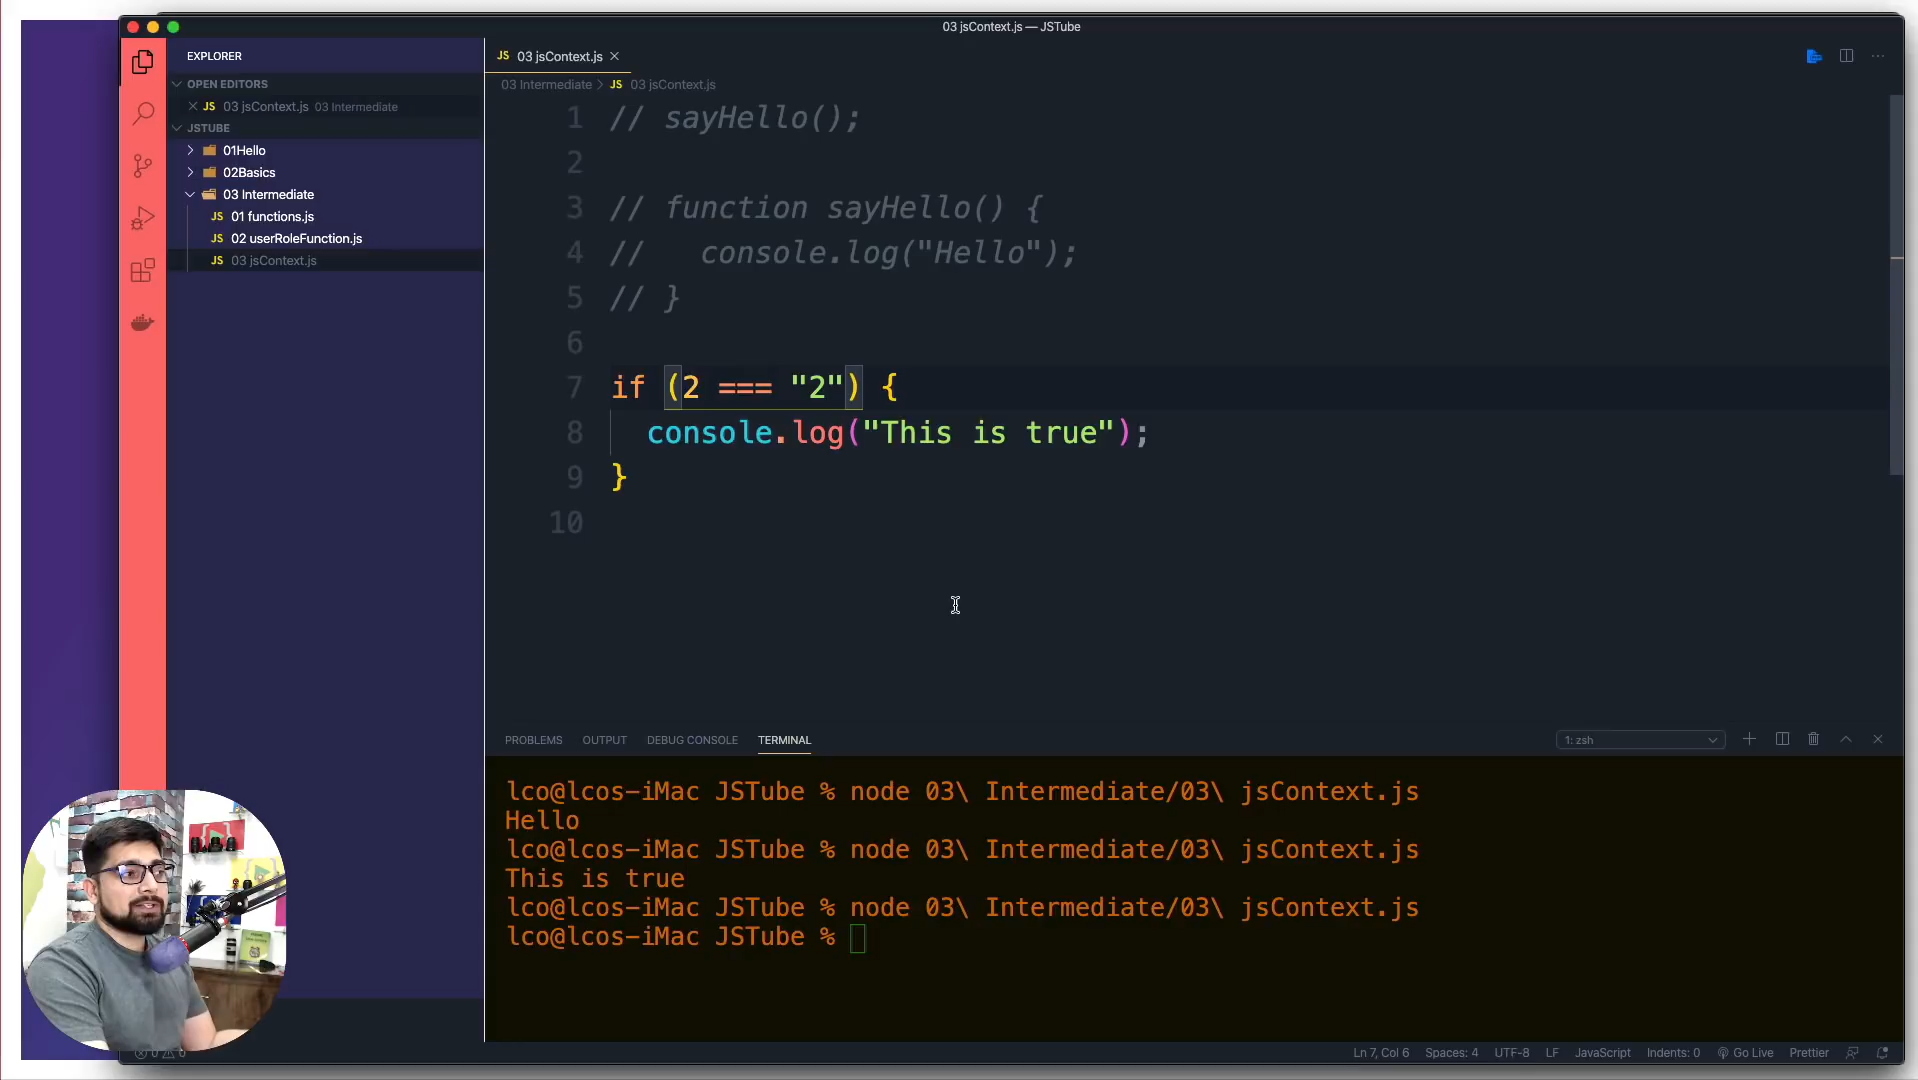 03 jsContext.js — JSTube
EXPLORER
OPEN EDITORS
JS 03 jsContext.js 03 Intermediate
JSTUBE
01Hello
02Basics
03 Intermediate
JS 01 functions.js
JS 02 userRoleFunction.js
JS 03 jsContext.js
JS 03 jsContext.js
03 Intermediate > JS 03 jsContext.js
1 // sayHello();
2
3 // function sayHello() {
4 //   console.log("Hello");
5 // }
6
7 if (2 === "2") {
8   console.log("This is true");
9 }
10
PROBLEMS OUTPUT DEBUG CONSOLE TERMINAL 1: zsh
lco@lcos-iMac JSTube % node 03\ Intermediate/03\ jsContext.js
Hello
lco@lcos-iMac JSTube % node 03\ Intermediate/03\ jsContext.js
This is true
lco@lcos-iMac JSTube % node 03\ Intermediate/03\ jsContext.js
lco@lcos-iMac JSTube %
0 0 Ln 7, Col 6 Spaces: 4 UTF-8 LF JavaScript Indents: 0 Go Live Prettier